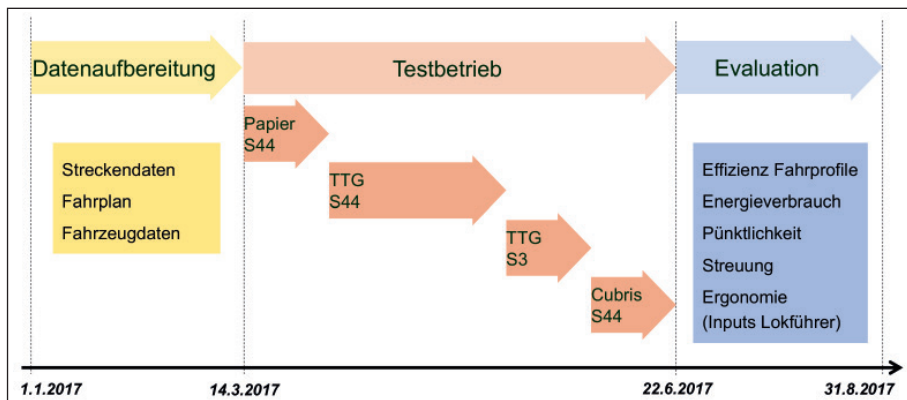 Datenaufbereitung
Testbetrieb
Evaluation
Papier
S44
Streckendaten
Fahrplan
Fahrzeugdaten
TTG
S44
TTG
S3
Cubris
S44
Effizienz Fahrprofile
Energieverbrauch
Pünktlichkeit
Streuung
Ergonomie
(Inputs Lokführer)
1.1.2017
14.3.2017
22.6.2017
31.8.2017